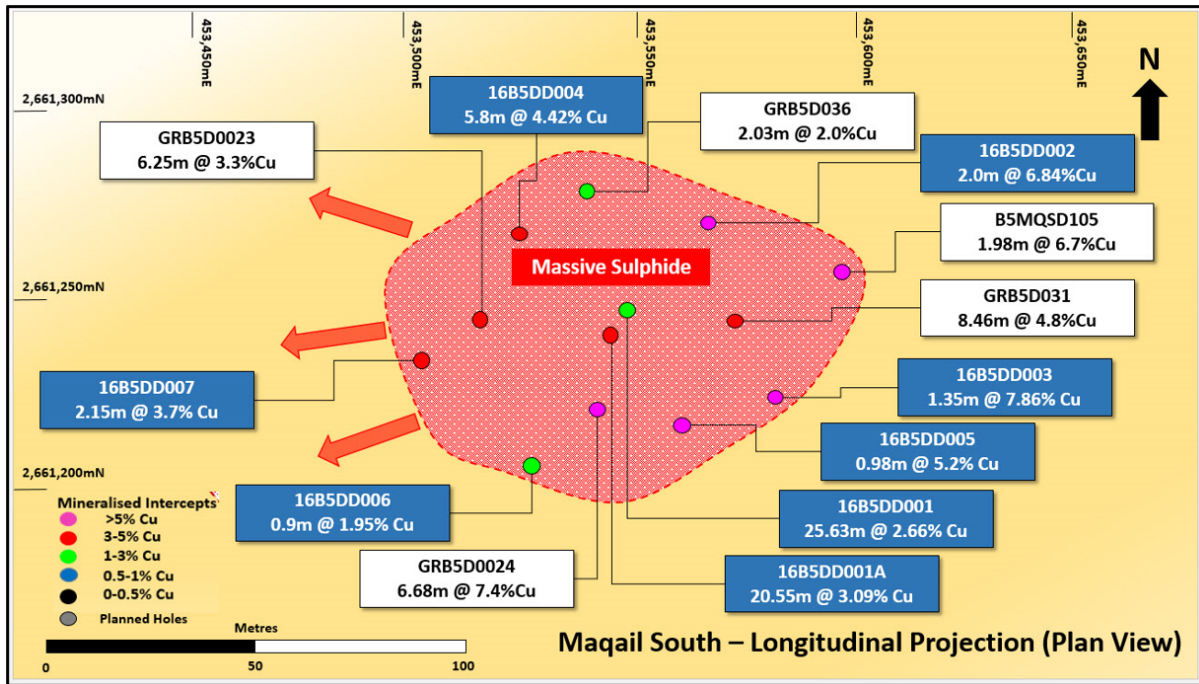 453,450mE
453,500mE
453,550mE
453,600mE
453,650mE
N
2,661,300mN
2,661,250mN
2,661,200mN
16B5DD004
5.8m @ 4.42% Cu
GRB5D036
2.03m @ 2.0%Cu
GRB5D0023
6.25m @ 3.3%Cu
16B5DD002
2.0m @ 6.84%Cu
B5MQSD105
1.98m @ 6.7%Cu
Massive Sulphide
GRB5D031
8.46m @ 4.8%Cu
16B5DD007
2.15m @ 3.7% Cu
16B5DD003
1.35m @ 7.86% Cu
16B5DD005
0.98m @ 5.2% Cu
16B5DD006
0.9m @ 1.95% Cu
16B5DD001
25.63m @ 2.66% Cu
GRB5D0024
6.68m @ 7.4%Cu
16B5DD001A
20.55m @ 3.09% Cu
Mineralised Intercepts
>5% Cu
3-5% Cu
1-3% Cu
0.5-1% Cu
0-0.5% Cu
Planned Holes
Metres
0 50 100
Maqail South – Longitudinal Projection (Plan View)